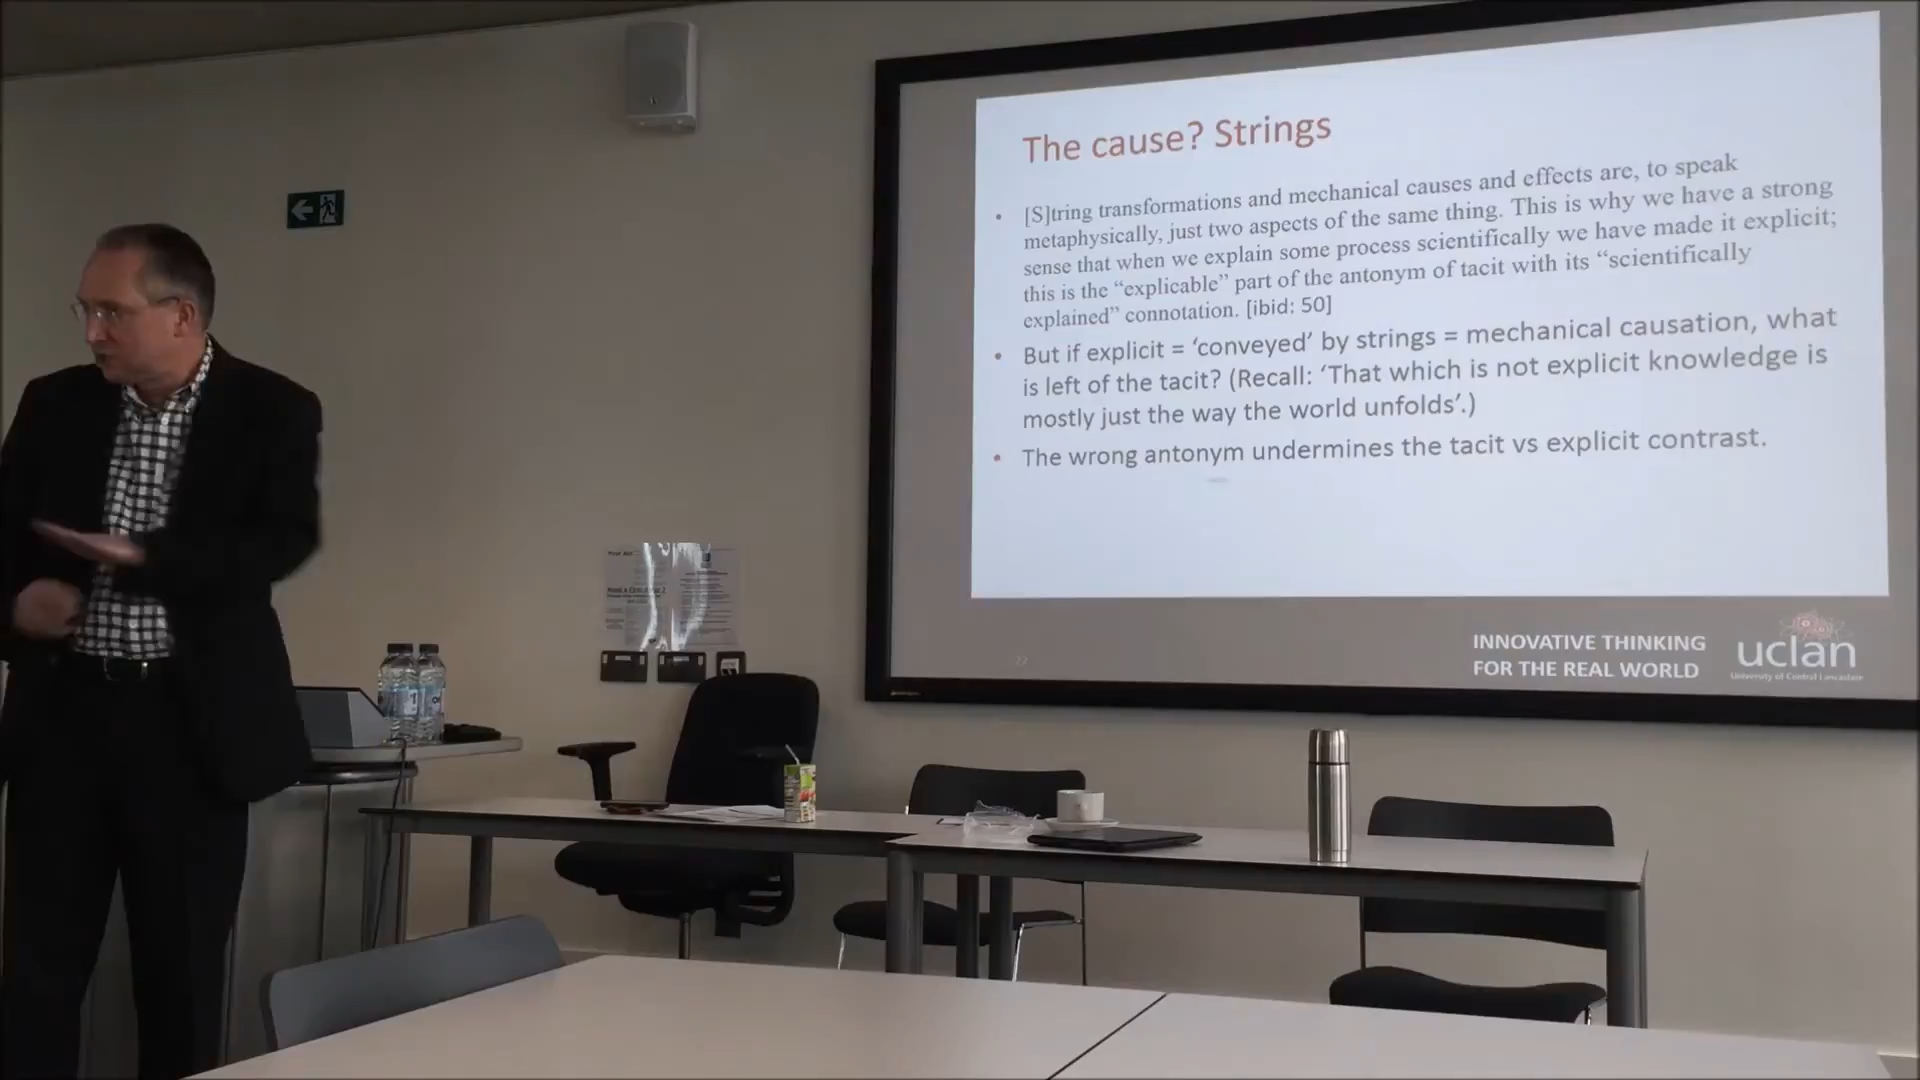 The cause? Strings
• [S]tring transformations and mechanical causes and effects are, to speak
metaphysically, just two aspects of the same thing. This is why we have a strong
sense that when we explain some process scientifically we have made it explicit;
this is the “explicable” part of the antonym of tacit with its “scientifically
explained” connotation. [ibid: 50]
• But if explicit = ‘conveyed’ by strings = mechanical causation, what
is left of the tacit? (Recall: ‘That which is not explicit knowledge is
mostly just the way the world unfolds’.)
• The wrong antonym undermines the tacit vs explicit contrast.
INNOVATIVE THINKING
FOR THE REAL WORLD
uclan
University of Central Lancashire